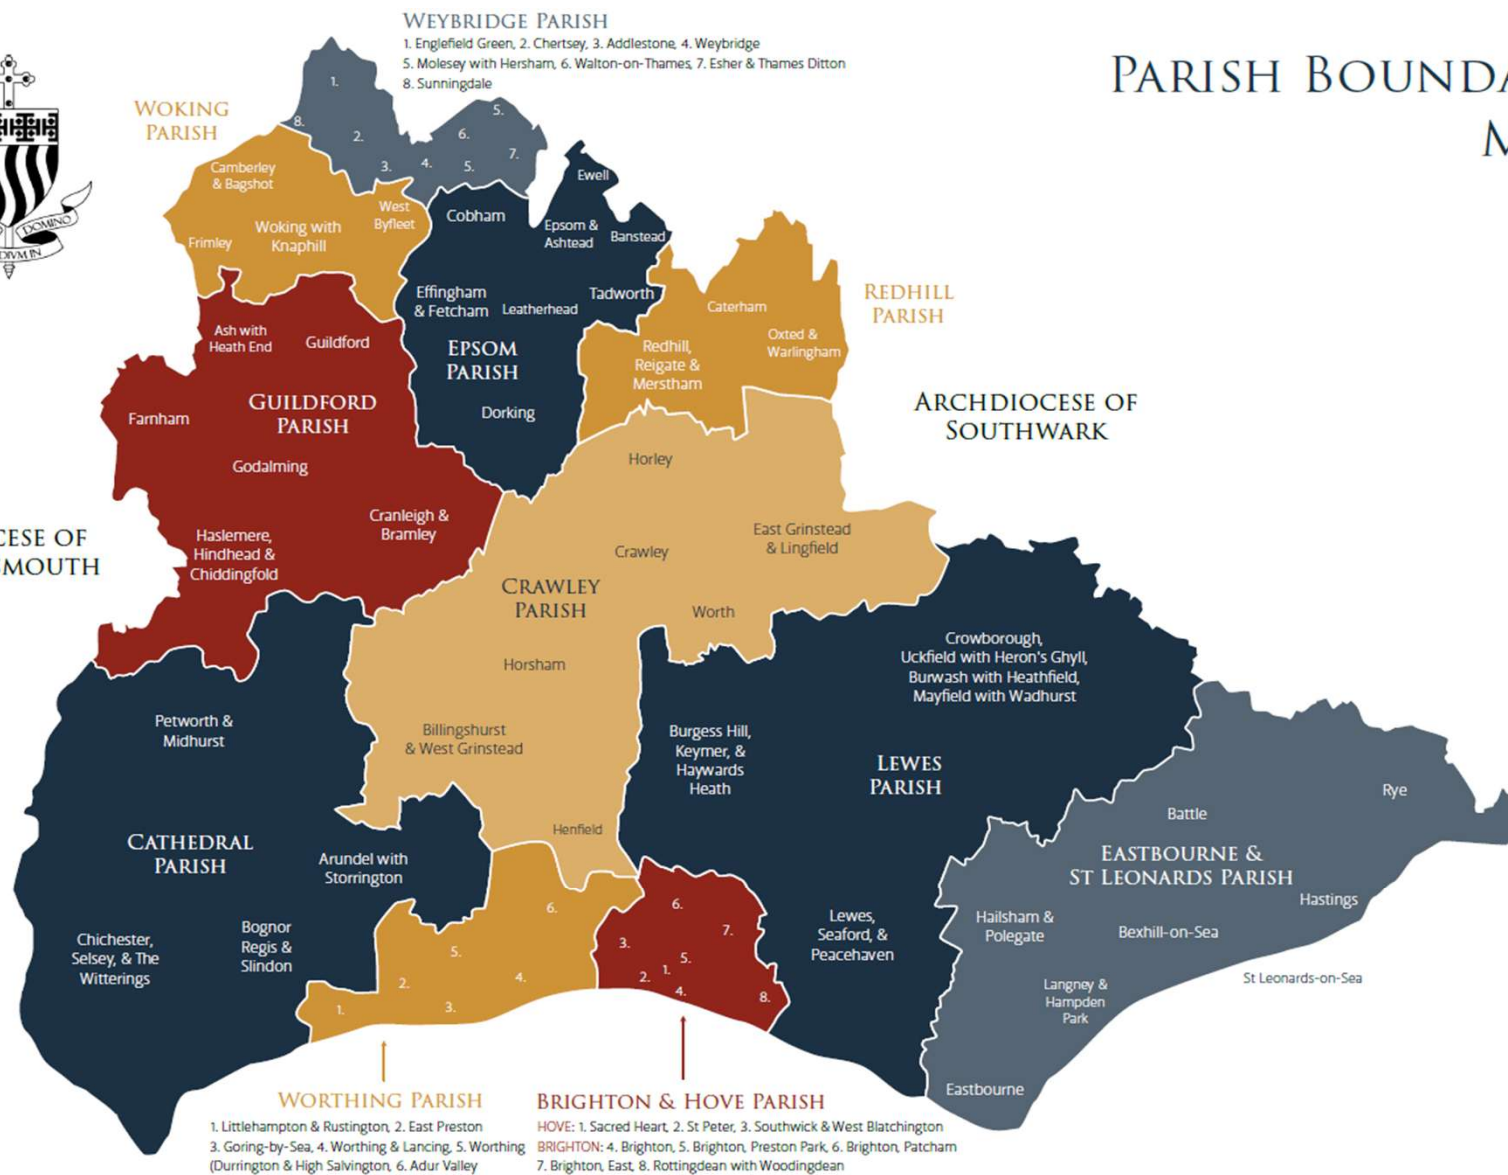 WEYBRIDGE PARISH
1. Englefield Green, 2. Chertsey, 3. Addlestone, 4. Weybridge
5. Molesey with Hersham, 6. Walton-on-Thames, 7. Esher & Thames Ditton
8. Sunningdale
PARISH BOUNDA
M
DOMINO
DIVM IN
WOKING
PARISH
1.
8.
2.
3.
4.
5.
6.
5.
7.
Camberley
& Bagshot
West
Byfleet
Woking with
Knaphill
Frimley
Ewell
Cobham
Epsom &
Ashtead
Banstead
Effingham
& Fetcham
Leatherhead
Tadworth
EPSOM
PARISH
Dorking
REDHILL
PARISH
Caterham
Oxted &
Warlingham
Redhill,
Reigate &
Merstham
Ash with
Heath End
Guildford
GUILDFORD
PARISH
Farnham
Godalming
Cranleigh &
Bramley
Haslemere,
Hindhead &
Chiddingfold
ARCHDIOCESE OF
SOUTHWARK
CESE OF
SMOUTH
Horley
East Grinstead
& Lingfield
Crawley
CRAWLEY
PARISH
Worth
Horsham
Billingshurst
& West Grinstead
Henfield
Crowborough,
Uckfield with Heron's Ghyll,
Burwash with Heathfield,
Mayfield with Wadhurst
Burgess Hill,
Keymer, &
Haywards
Heath
LEWES
PARISH
Lewes,
Seaford, &
Peacehaven
Petworth &
Midhurst
CATHEDRAL
PARISH
Arundel with
Storrington
Chichester,
Selsey, & The
Witterings
Bognor
Regis &
Slindon
Rye
Battle
EASTBOURNE &
ST LEONARDS PARISH
Hastings
Hailsham &
Polegate
Bexhill-on-Sea
St Leonards-on-Sea
Langney &
Hampden
Park
Eastbourne
6.
5.
2.
4.
3.
1.
6.
7.
3.
5.
1.
2.
4.
8.
WORTHING PARISH
1. Littlehampton & Rustington, 2. East Preston
3. Goring-by-Sea, 4. Worthing & Lancing, 5. Worthing
(Durrington & High Salvington, 6. Adur Valley
BRIGHTON & HOVE PARISH
HOVE: 1. Sacred Heart, 2. St Peter, 3. Southwick & West Blatchington
BRIGHTON: 4. Brighton, 5. Brighton, Preston Park, 6. Brighton, Patcham
7. Brighton, East, 8. Rottingdean with Woodingdean